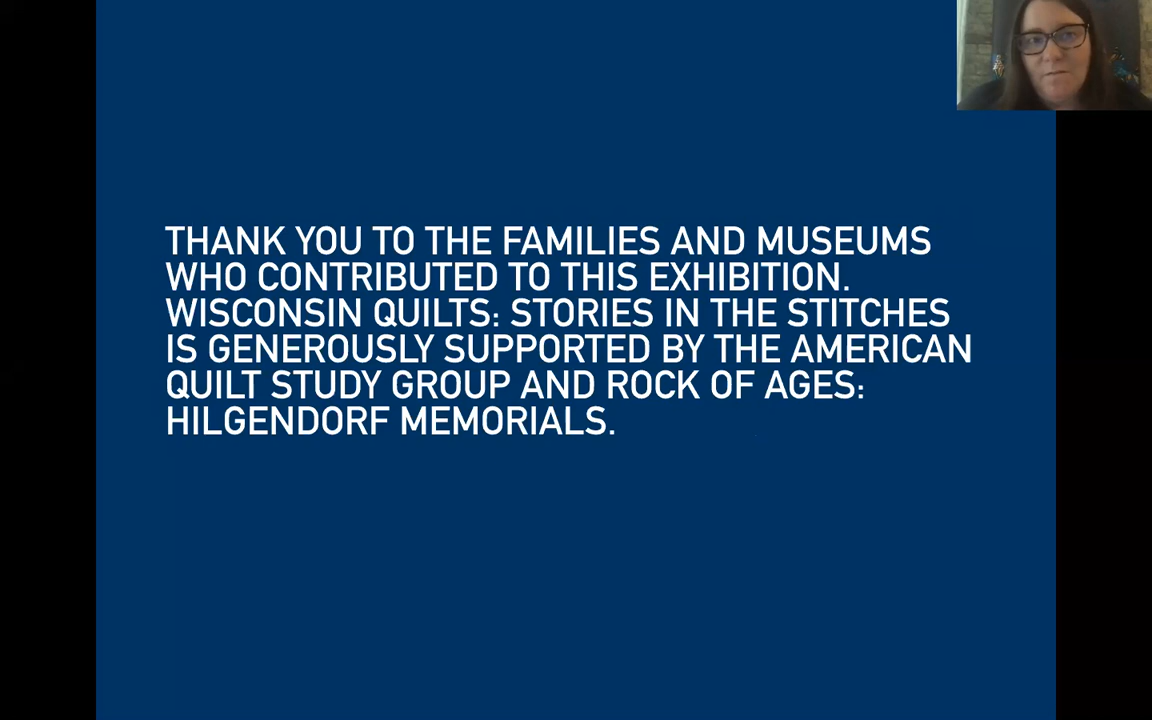 THANK YOU TO THE FAMILIES AND MUSEUMS
WHO CONTRIBUTED TO THIS EXHIBITION.
WISCONSIN QUILTS: STORIES IN THE STITCHES
IS GENEROUSLY SUPPORTED BY THE AMERICAN
QUILT STUDY GROUP AND ROCK OF AGES:
HILGENDORF MEMORIALS.